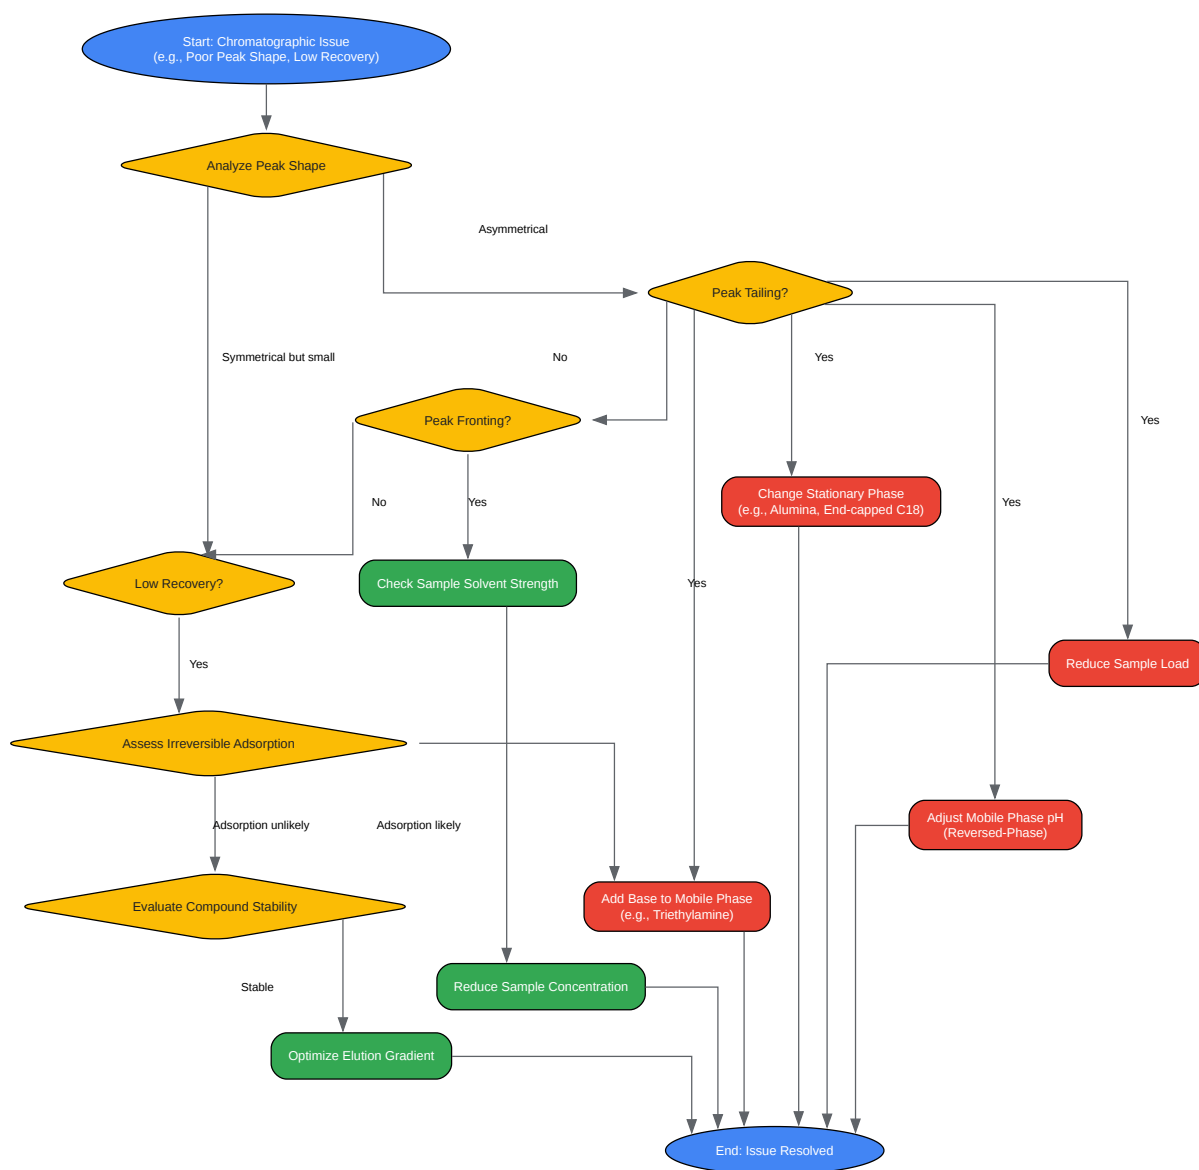 Start: Chromatographic Issue
(e.g., Poor Peak Shape, Low Recovery)
Analyze Peak Shape
Asymmetrical
Peak Tailing?
Symmetrical but small
No
Yes
Peak Fronting?
Yes
Change Stationary Phase
(e.g., Alumina, End-capped C18)
No
Yes
Yes
Low Recovery?
Check Sample Solvent Strength
Yes
Yes
Reduce Sample Load
Assess Irreversible Adsorption
Adsorption unlikely
Adsorption likely
Adjust Mobile Phase pH
(Reversed-Phase)
Evaluate Compound Stability
Add Base to Mobile Phase
(e.g., Triethylamine)
Stable
Reduce Sample Concentration
Optimize Elution Gradient
End: Issue Resolved